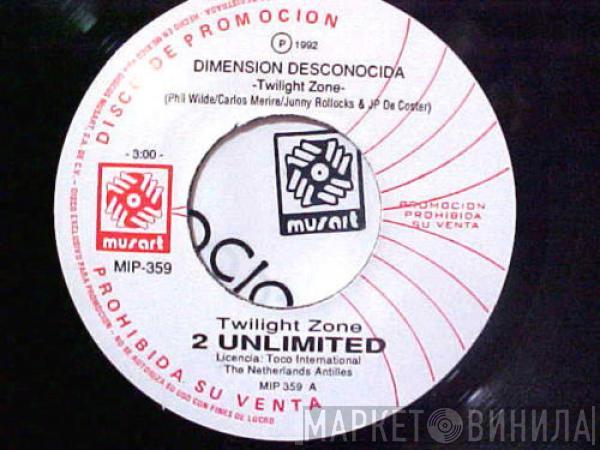 DISCO DE PROMOCION
℗ 1992
DIMENSION DESCONOCIDA
-Twilight Zone-
(Phil Wilde/Carlos Merire/Junny Rollocks & JP De Coster)
- 3:00 -
musart
MIP-359
musart
PROMOCION
PROHIBIDA
SU VENTA
Twilight Zone
2 UNLIMITED
Licencia: Toco International
The Netherlands Antilles
MIP 359 A
PROHIBIDA SU VENTA
МАРКЕТ ВИНИЛА